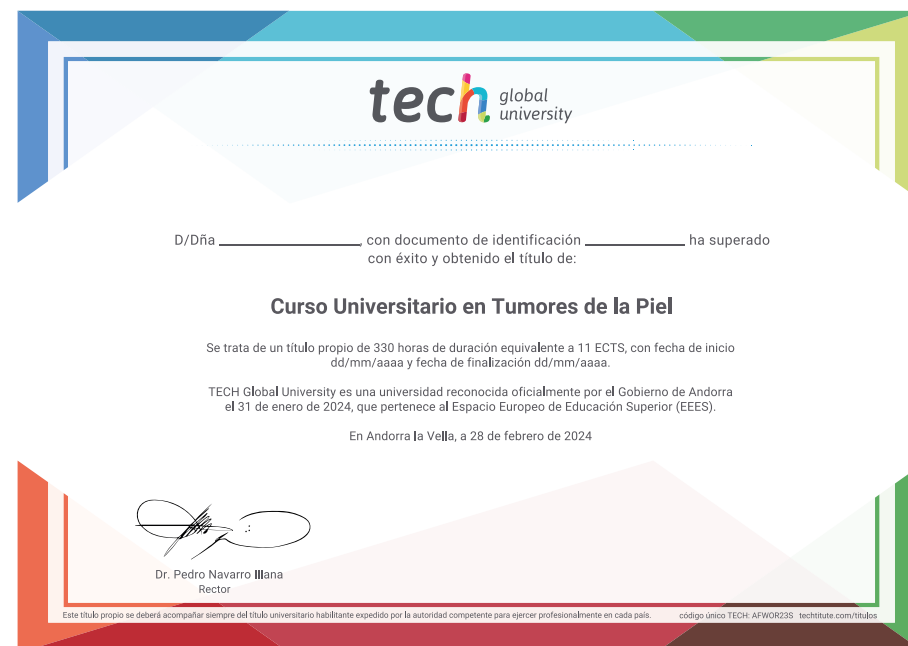 tech global university
D/Dña ____________________, con documento de identificación ______________ ha superado
con éxito y obtenido el título de:
Curso Universitario en Tumores de la Piel
Se trata de un título propio de 330 horas de duración equivalente a 11 ECTS, con fecha de inicio
dd/mm/aaaa y fecha de finalización dd/mm/aaaa.
TECH Global University es una universidad reconocida oficialmente por el Gobierno de Andorra
el 31 de enero de 2024, que pertenece al Espacio Europeo de Educación Superior (EEES).
En Andorra la Vella, a 28 de febrero de 2024
Dr. Pedro Navarro Illana
Rector
Este título propio se deberá acompañar siempre del título universitario habilitante expedido por la autoridad competente para ejercer profesionalmente en cada país. código único TECH: AFWOR23S techtitute.com/titulos